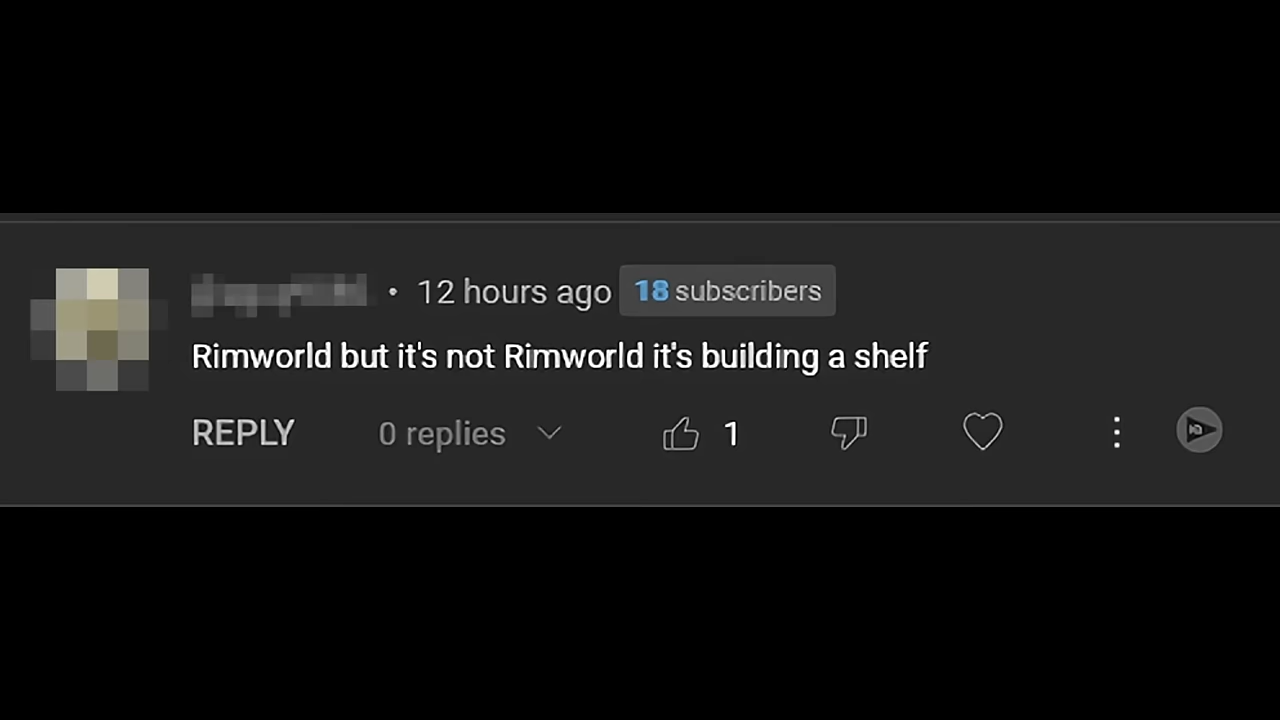 • 12 hours ago 18 subscribers
Rimworld but it's not Rimworld it's building a shelf
REPLY 0 replies 1